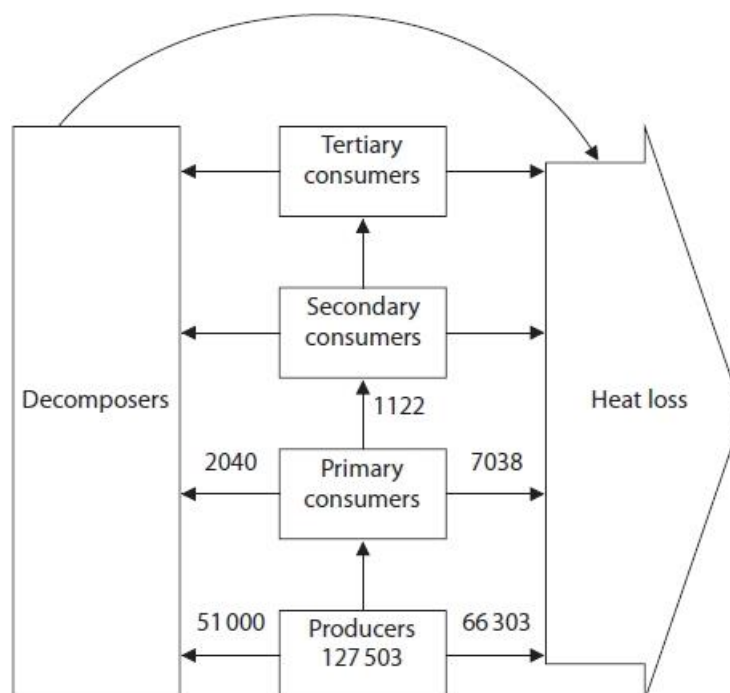 Tertiary
consumers
Secondary
consumers
Decomposers
1122
Heat loss
2040
Primary
consumers
7038
51 000
Producers
127 503
66 303